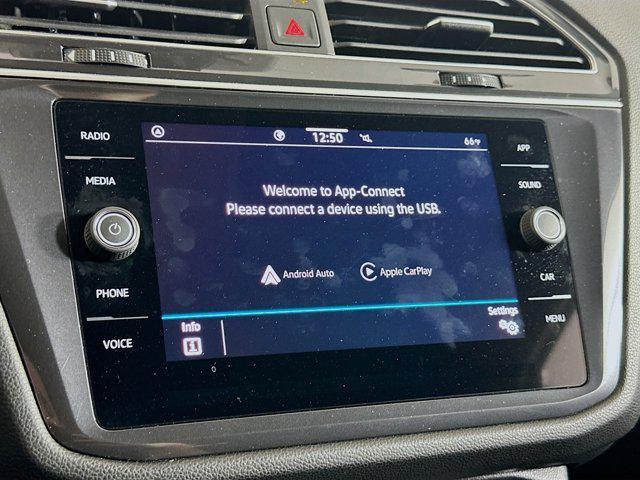 RADIO
MEDIA
PHONE
VOICE
12:50
66°F
Welcome to App-Connect
Please connect a device using the USB.
Android Auto
Apple CarPlay
Info
Settings
APP
SOUND
CAR
MENU